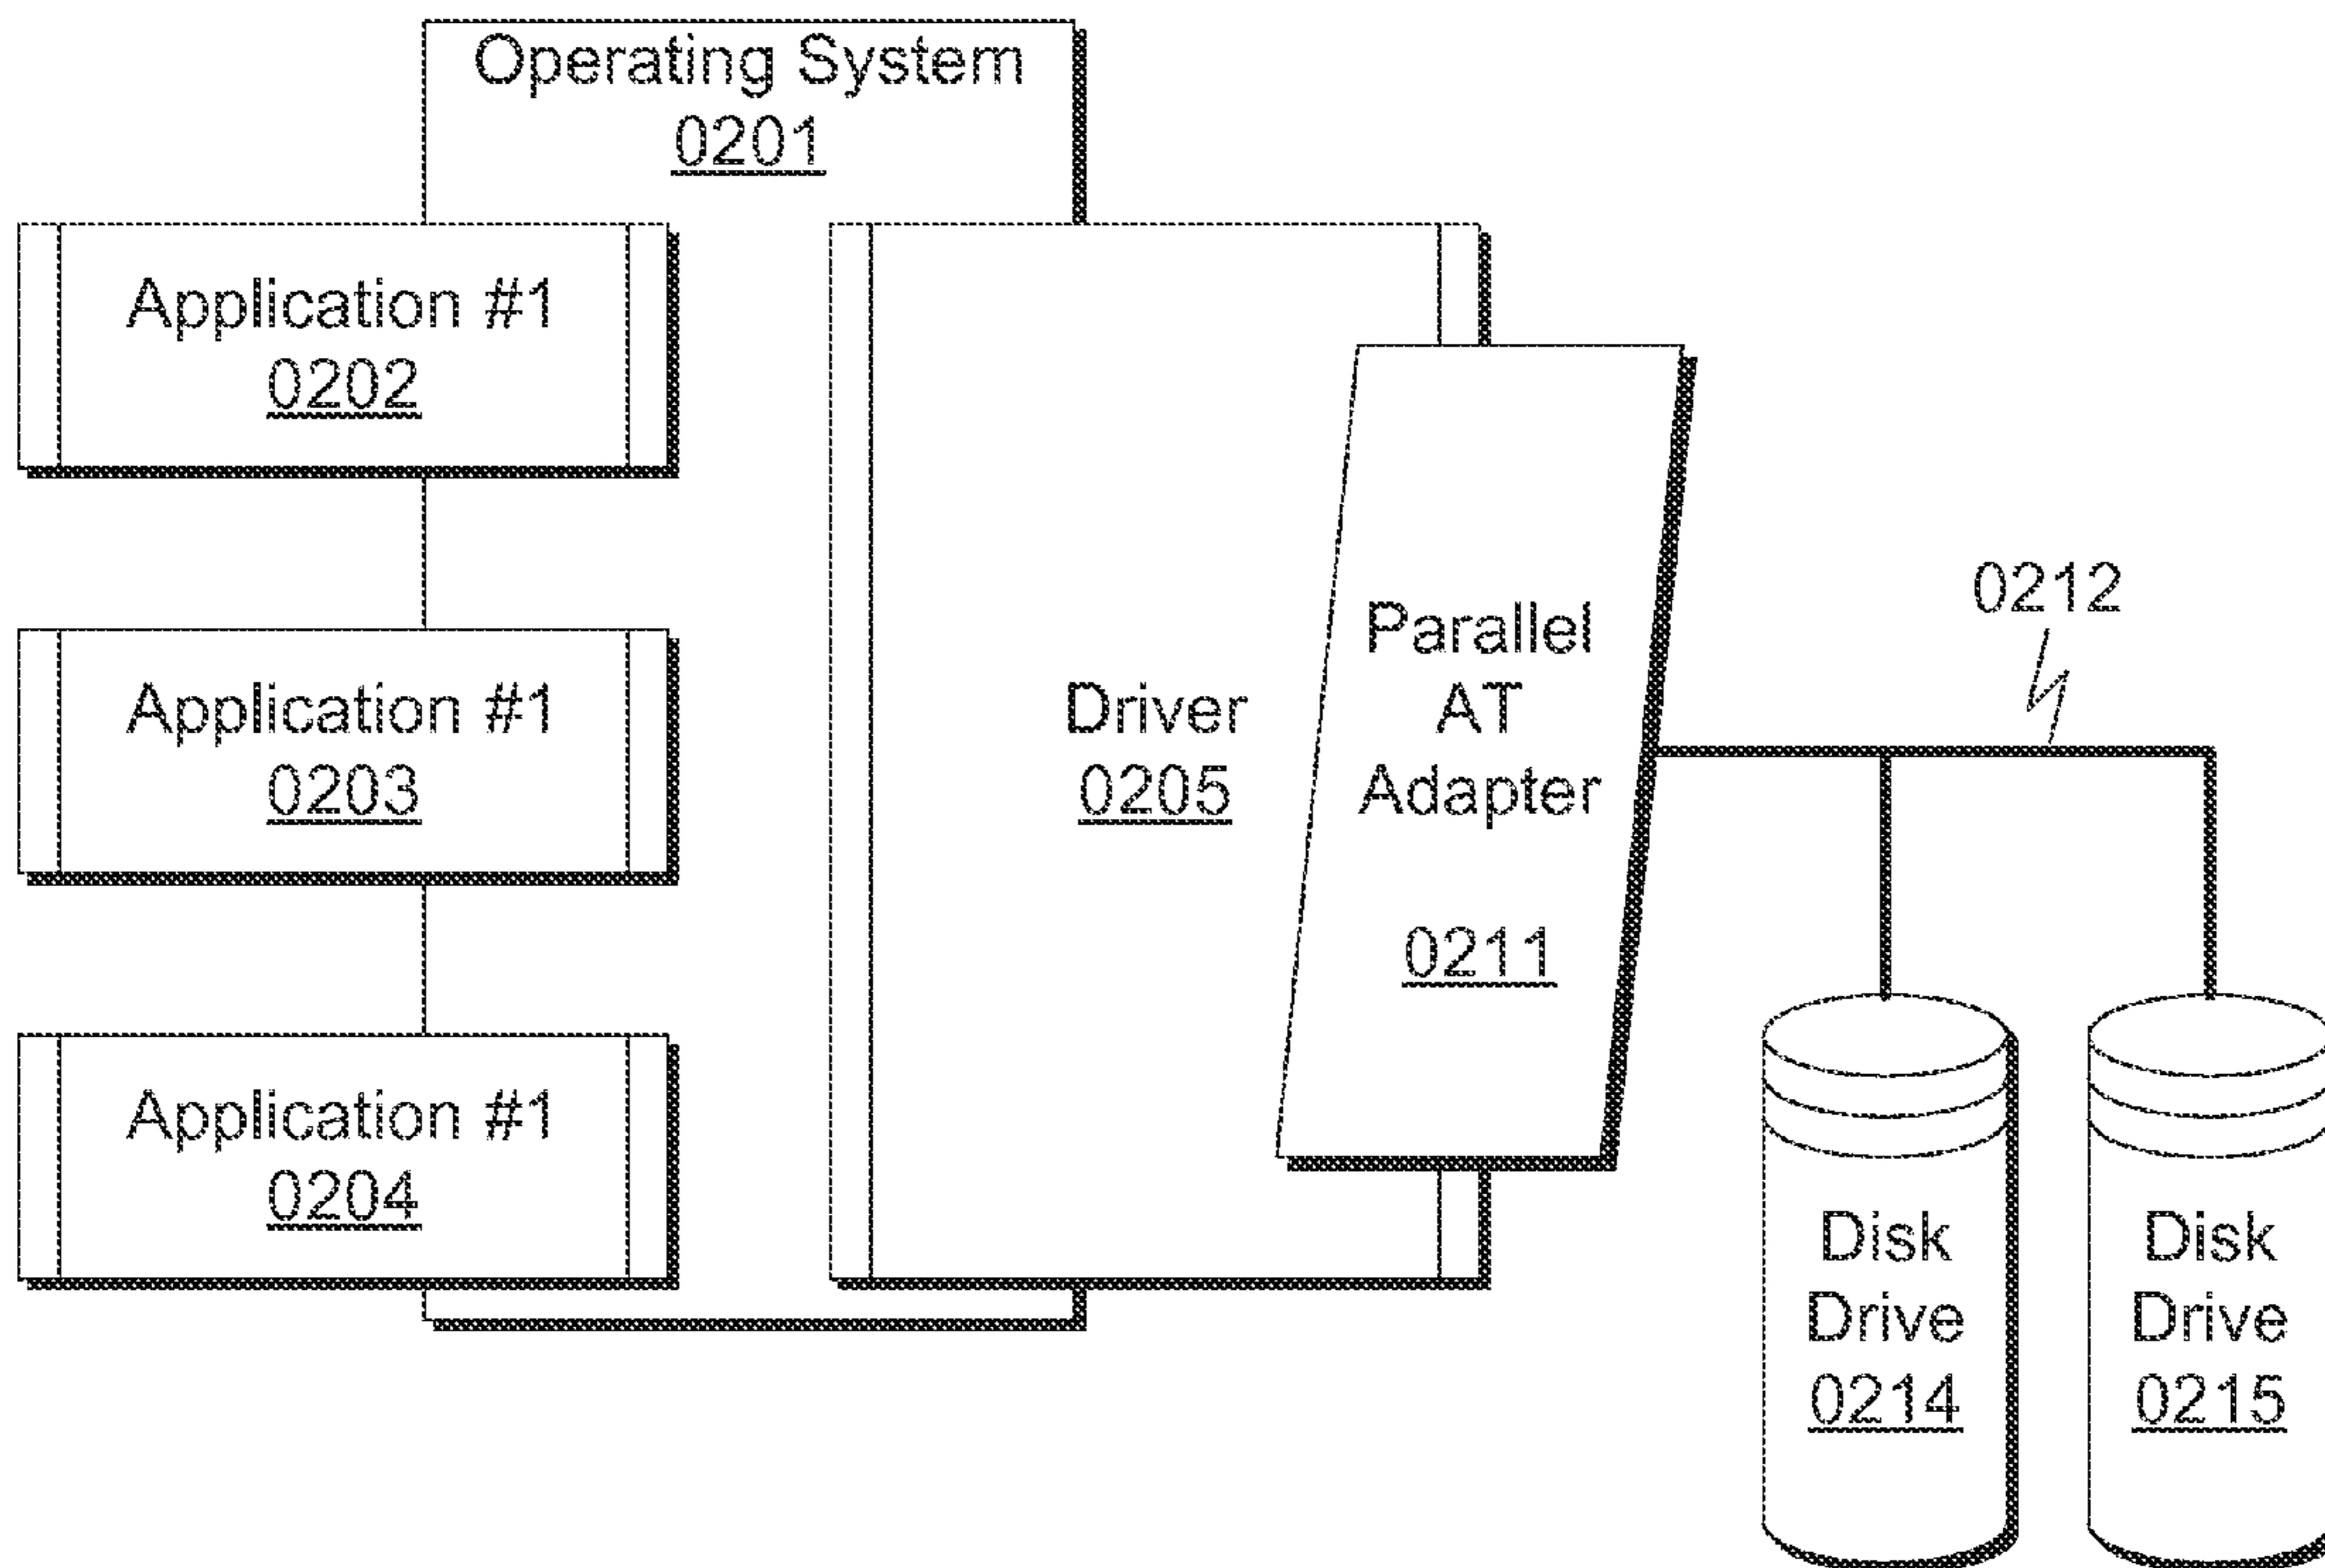 Operating System
0201
Application #1
0202
Application #1
0203
Application #1
0204
Driver
0205
Parallel
AT
Adapter
0211
0212
Disk
Drive
0214
Disk
Drive
0215